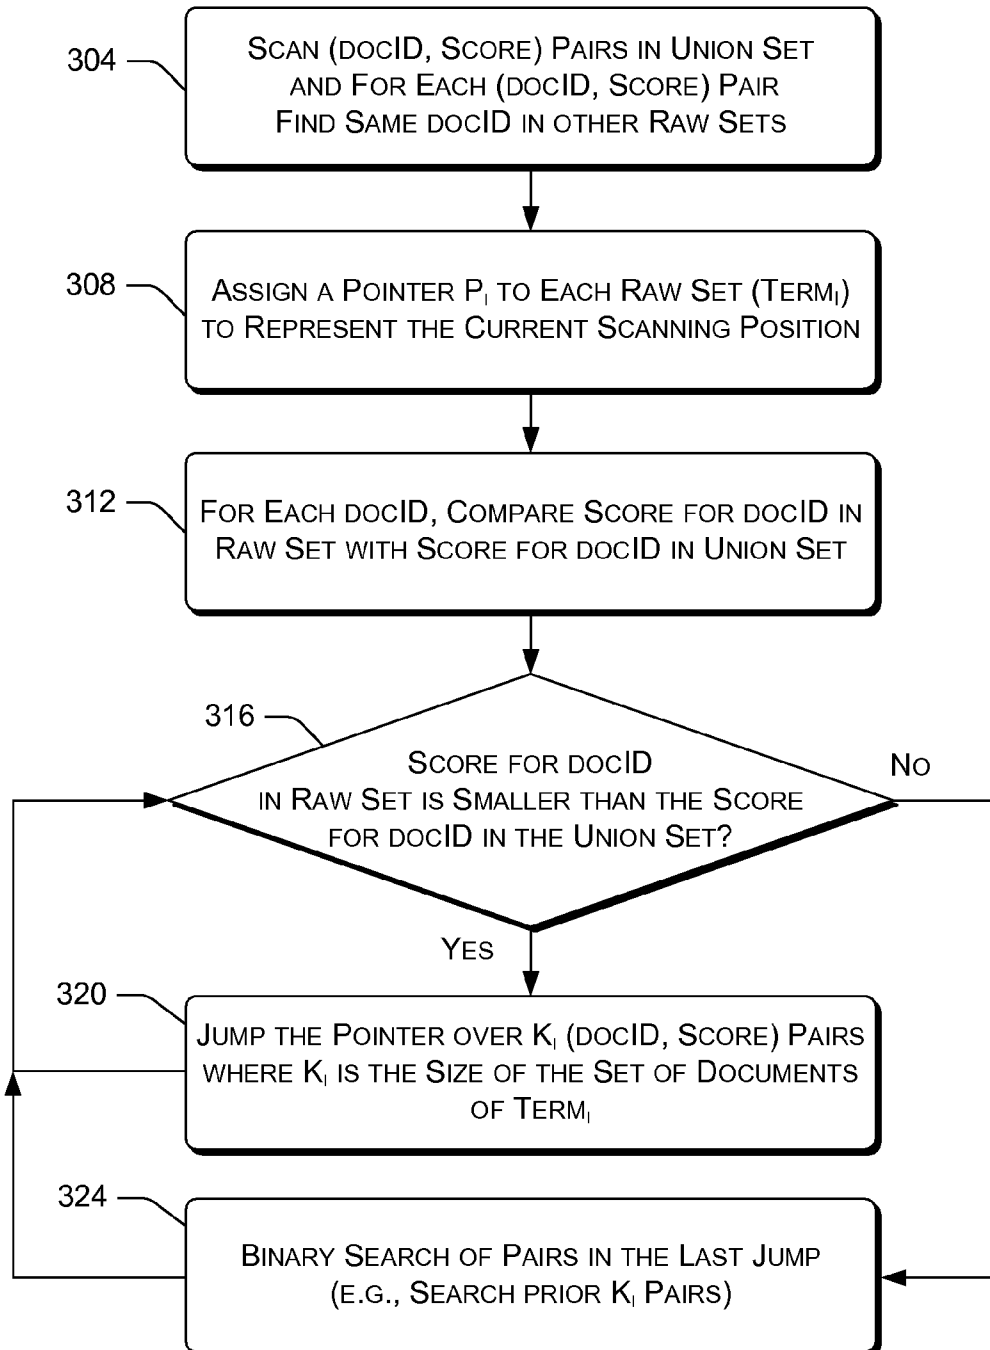 304
SCAN (DOCID, SCORE) PAIRS IN UNION SET
AND FOR EACH (DOCID, SCORE) PAIR
FIND SAME DOCID IN OTHER RAW SETS
308
ASSIGN A POINTER PI TO EACH RAW SET (TERMI)
TO REPRESENT THE CURRENT SCANNING POSITION
312
FOR EACH DOCID, COMPARE SCORE FOR DOCID IN
RAW SET WITH SCORE FOR DOCID IN UNION SET
316
SCORE FOR DOCID
IN RAW SET IS SMALLER THAN THE SCORE
FOR DOCID IN THE UNION SET?
NO
YES
320
JUMP THE POINTER OVER KI (DOCID, SCORE) PAIRS
WHERE KI IS THE SIZE OF THE SET OF DOCUMENTS
OF TERMI
324
BINARY SEARCH OF PAIRS IN THE LAST JUMP
(E.G., SEARCH PRIOR KI PAIRS)